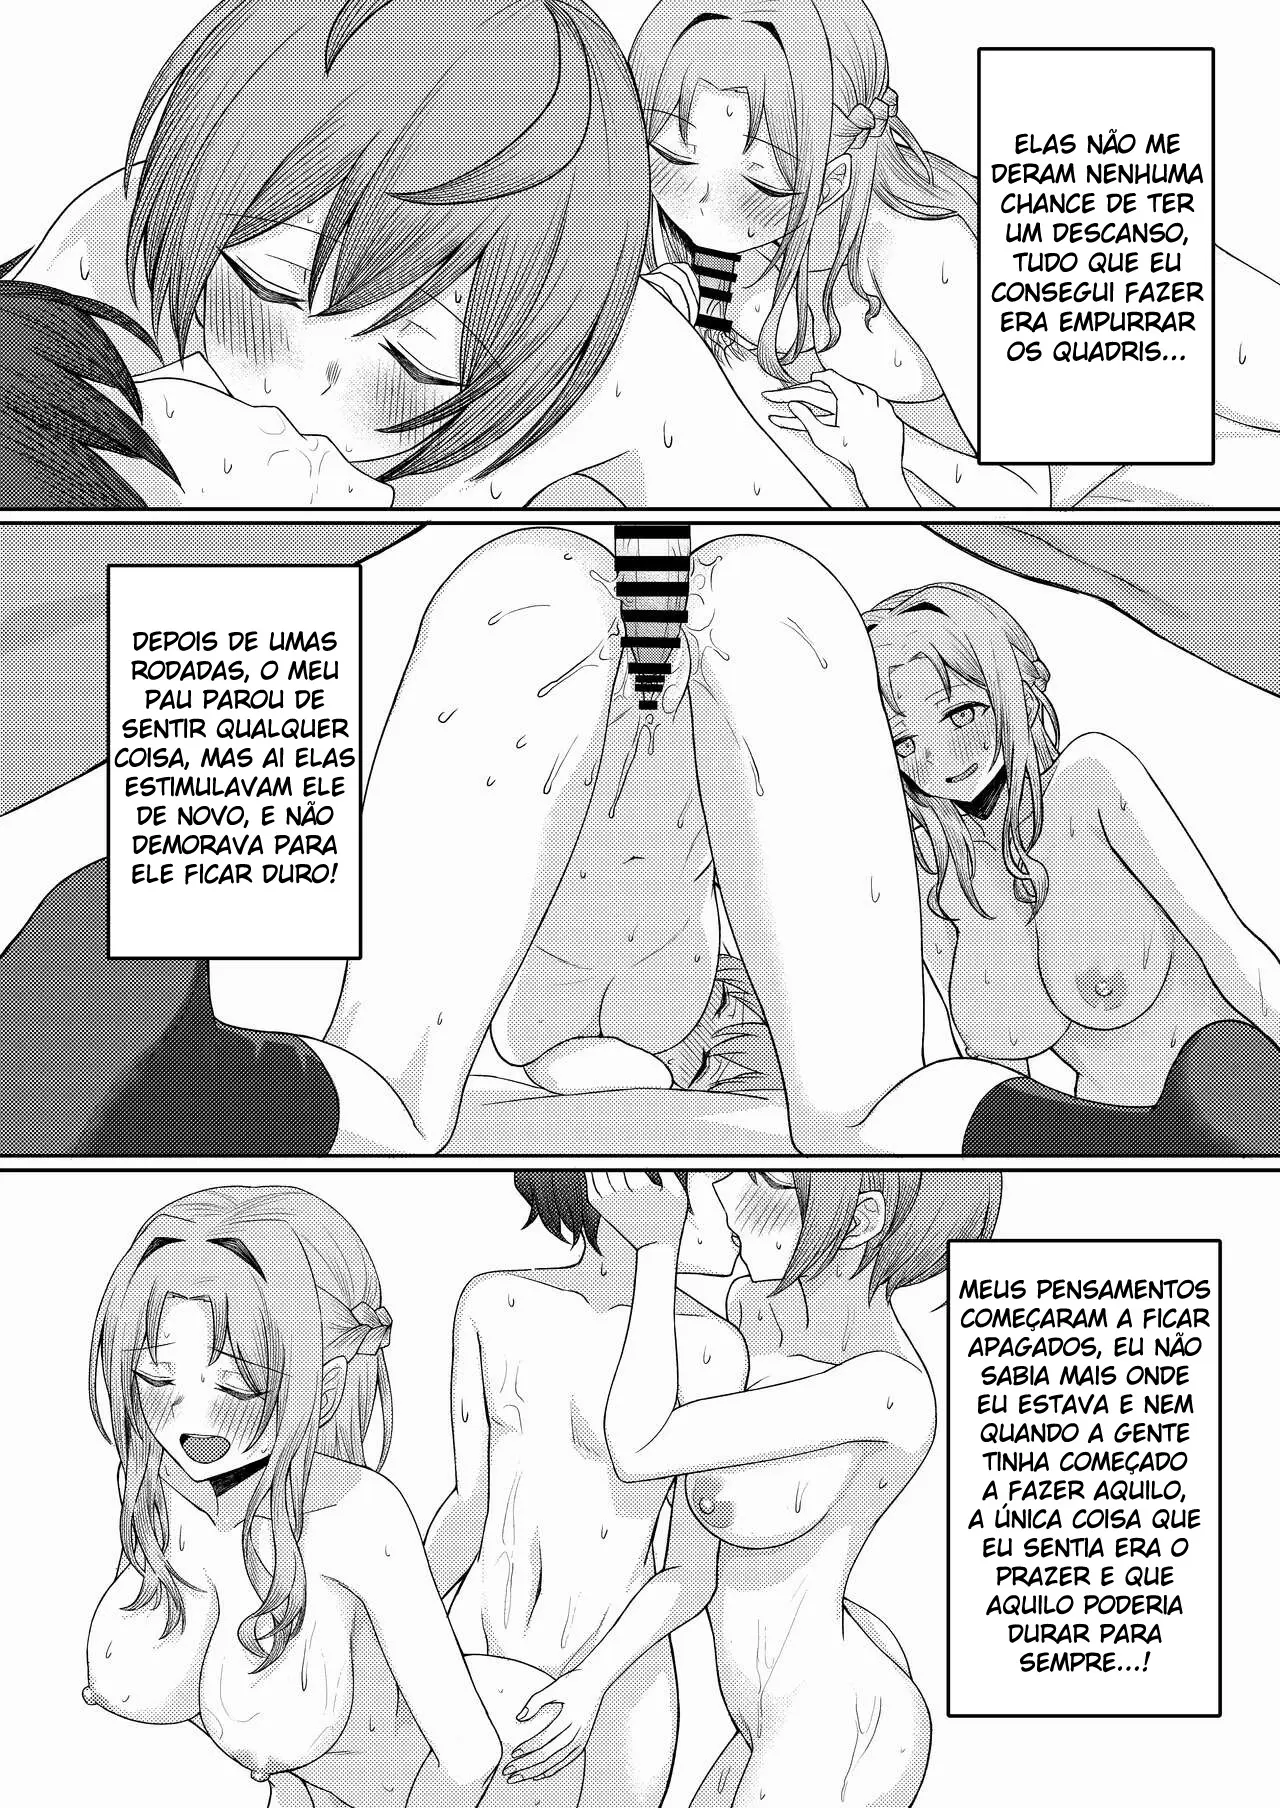 ELAS NÃO ME
DERAM NENHUMA
CHANCE DE TER
UM DESCANSO,
TUDO QUE EU
CONSEGUI FAZER
ERA EMPURRAR
OS QUADRIS...
DEPOIS DE UMAS
RODADAS, O MEU
PAU PAROU DE
SENTIR QUALQUER
COISA, MAS AI ELAS
ESTIMULAVAM ELE
DE NOVO, E NÃO
DEMORAVA PARA
ELE FICAR DURO!
MEUS PENSAMENTOS
COMEÇARAM A FICAR
APAGADOS, EU NÃO
SABIA MAIS ONDE
EU ESTAVA E NEM
QUANDO A GENTE
TINHA COMEÇADO
A FAZER AQUILO,
A ÚNICA COISA QUE
EU SENTIA ERA O
PRAZER E QUE
AQUILO PODERIA
DURAR PARA
SEMPRE...!